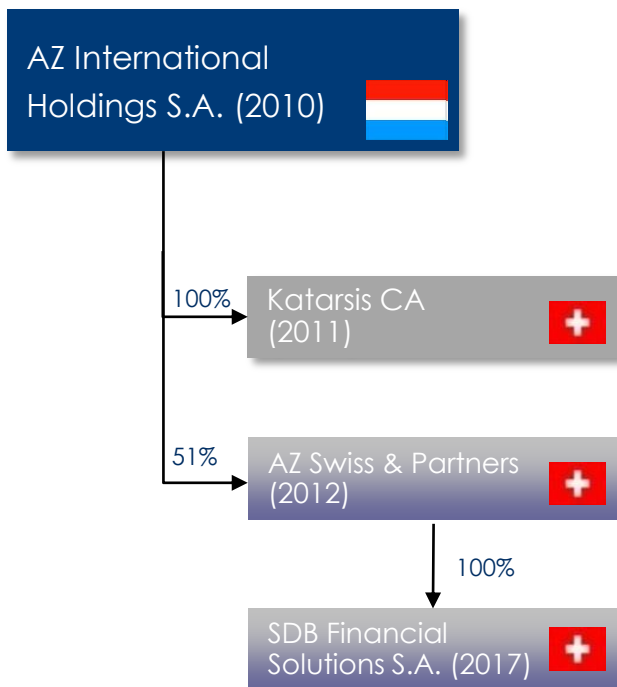 AZ International
Holdings S.A. (2010)
100%
Katarsis CA
(2011)
51%
AZ Swiss & Partners
(2012)
100%
SDB Financial
Solutions S.A. (2017)